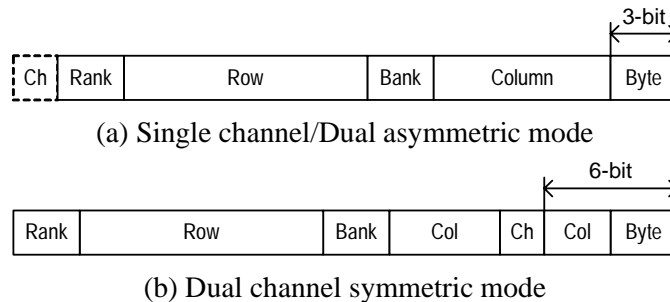 3-bit
Ch Rank Row Bank Column Byte
(a) Single channel/Dual asymmetric mode
6-bit
Rank Row Bank Col Ch Col Byte
(b) Dual channel symmetric mode